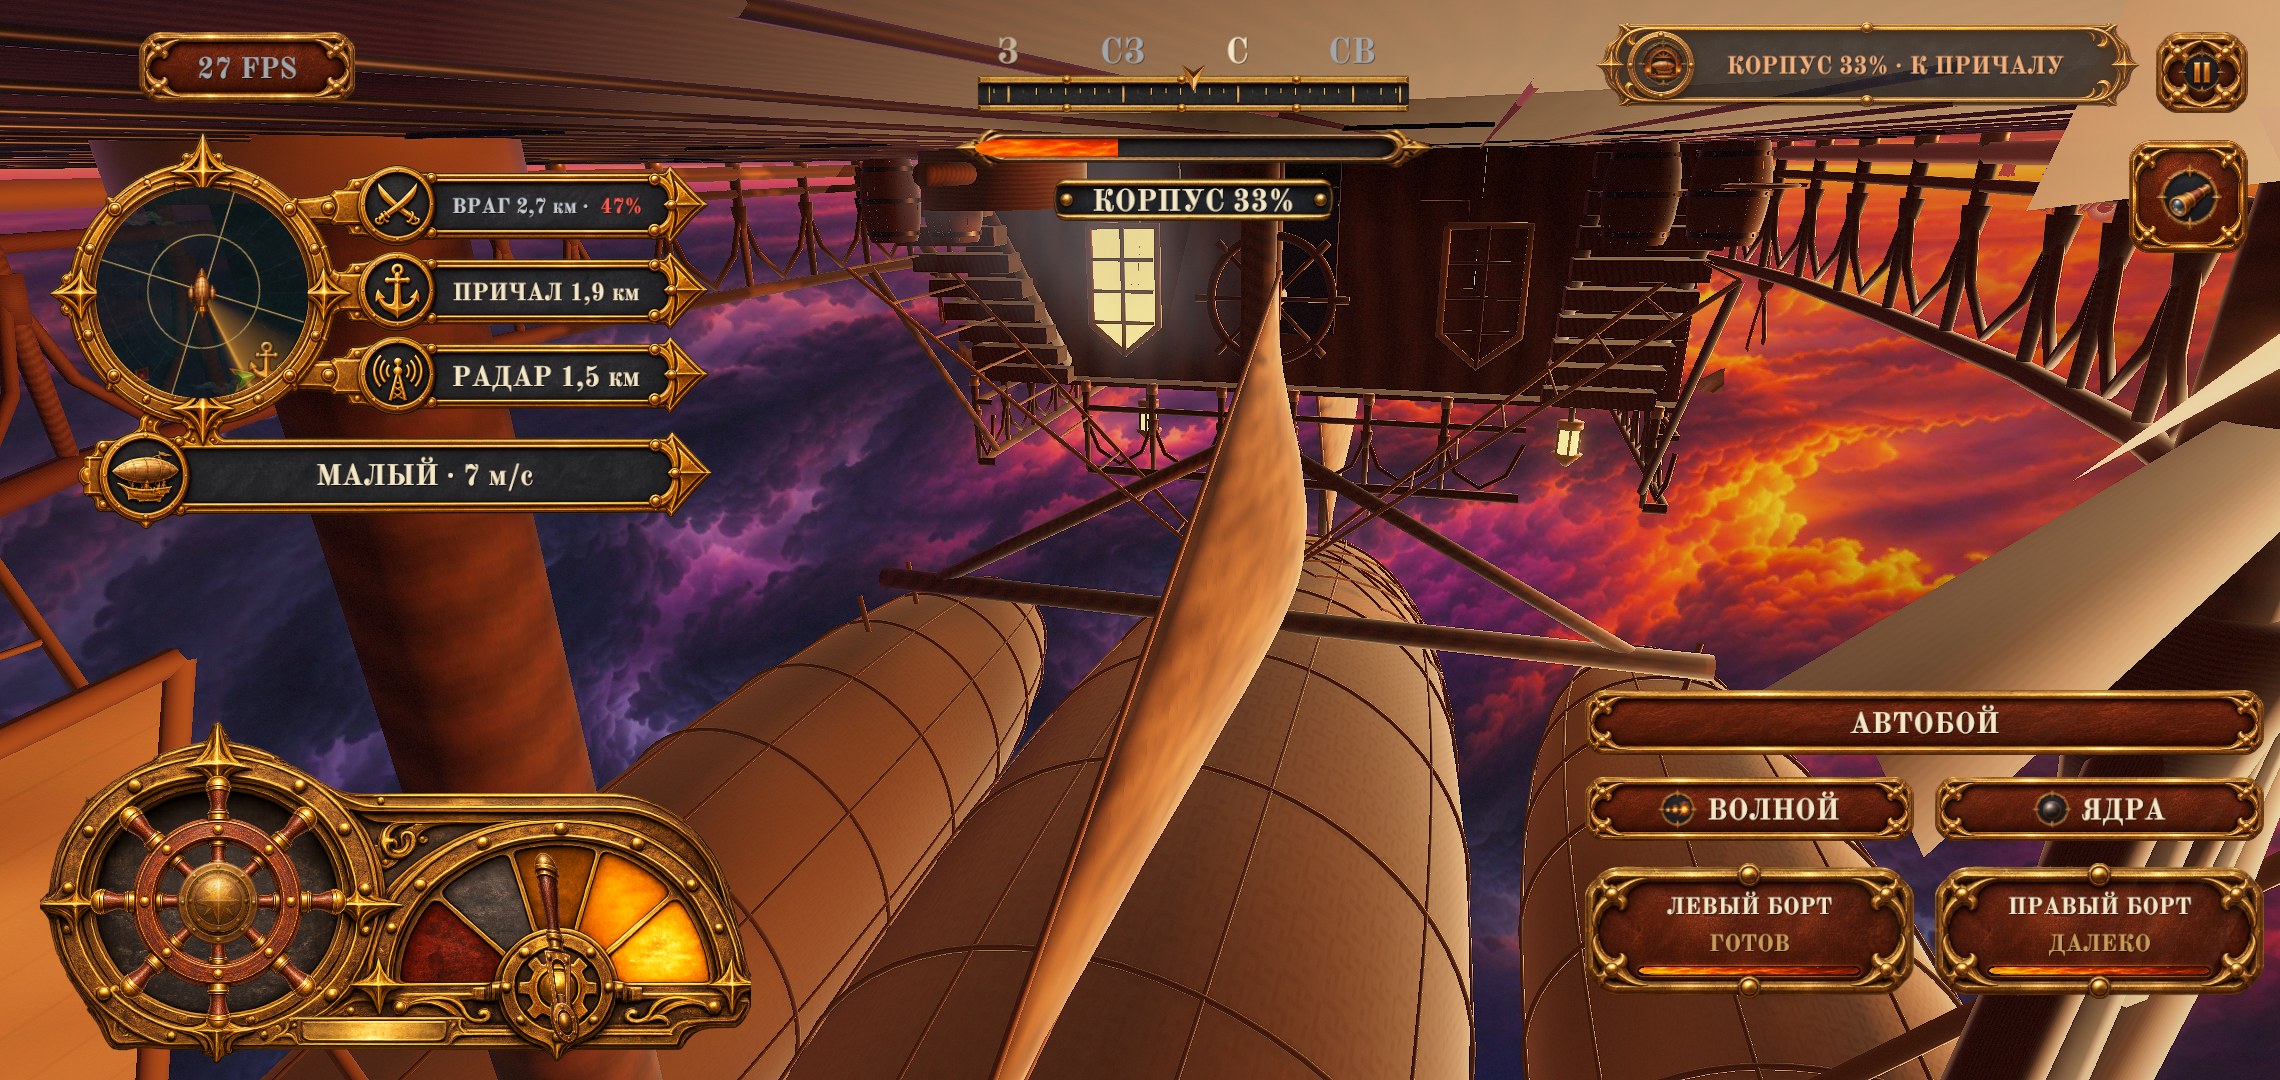 27 FPS
З СЗ С СВ
КОРПУС 33% · К ПРИЧАЛУ
КОРПУС 33%
ВРАГ 2,7 км · 47%
ПРИЧАЛ 1,9 км
РАДАР 1,5 км
МАЛЫЙ · 7 м/с
АВТОБОЙ
ВОЛНОЙ
ЯДРА
ЛЕВЫЙ БОРТ
ГОТОВ
ПРАВЫЙ БОРТ
ДАЛЕКО